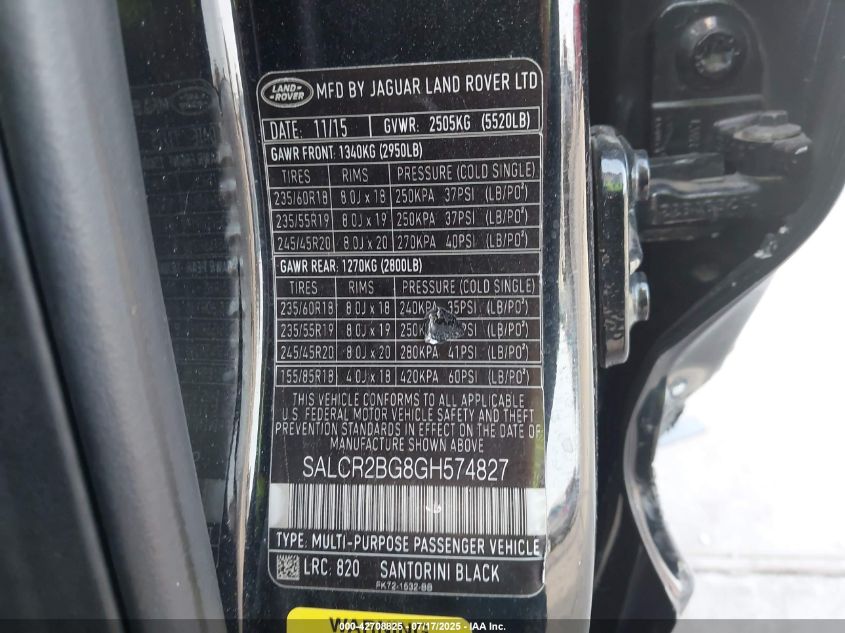 LAND ROVER MFD BY JAGUAR LAND ROVER LTD
DATE: 11/15 GVWR: 2505KG (5520LB)
GAWR FRONT: 1340KG (2950LB)
TIRES RIMS PRESSURE (COLD SINGLE)
235/60R18 8.0J x 18 250KPA 37PSI (LB/PO²)
235/55R19 8.0J x 19 250KPA 37PSI (LB/PO²)
245/45R20 8.0J x 20 270KPA 40PSI (LB/PO²)
GAWR REAR: 1270KG (2800LB)
TIRES RIMS PRESSURE (COLD SINGLE)
235/60R18 8.0J x 18 240KPA 35PSI (LB/PO²)
235/55R19 8.0J x 19 (LB/PO²)
245/45R20 8.0J x 20 280KPA 41PSI (LB/PO²)
155/85R18 4.0J x 18 420KPA 60PSI (LB/PO²)
THIS VEHICLE CONFORMS TO ALL APPLICABLE
U.S. FEDERAL MOTOR VEHICLE SAFETY AND THEFT
PREVENTION STANDARDS IN EFFECT ON THE DATE OF
MANUFACTURE SHOWN ABOVE
SALCR2BG8GH574827
TYPE: MULTI-PURPOSE PASSENGER VEHICLE
LRC: 820 SANTORINI BLACK
FK72-1532-BB
WARNING
000-42708825 - 07/17/2025 - IAA Inc.